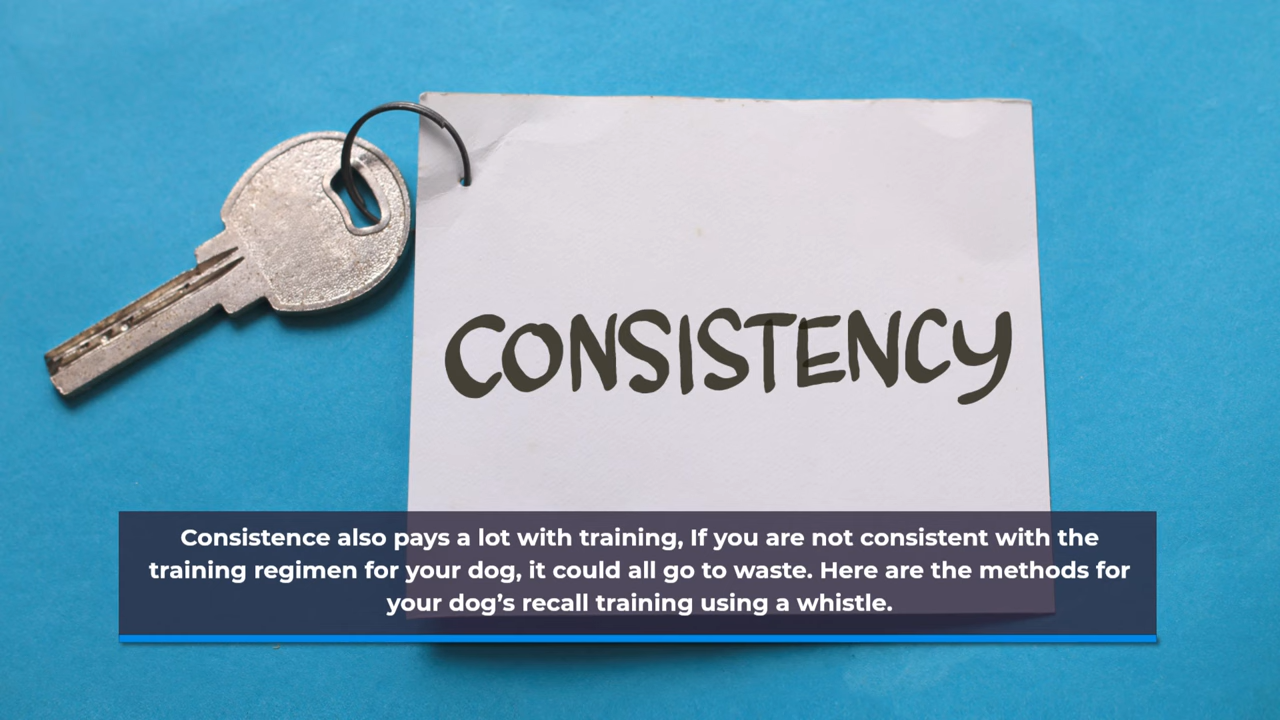 CONSISTENCY
Consistence also pays a lot with training, If you are not consistent with the
training regimen for your dog, it could all go to waste. Here are the methods for
your dog’s recall training using a whistle.